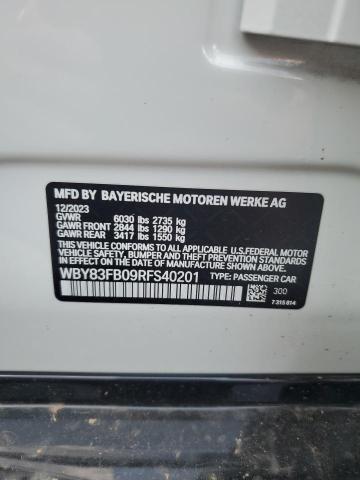 MFD BY BAYERISCHE MOTOREN WERKE AG
12/2023
GVWR 6030 lbs 2735 kg
GAWR FRONT 2844 lbs 1290 kg
GAWR REAR 3417 lbs 1550 kg
THIS VEHICLE CONFORMS TO ALL APPLICABLE U.S.FEDERAL MOTOR
VEHICLE SAFETY, BUMPER, AND THEFT PREVENTION STANDARDS
IN EFFECT ON THE DATE OF MANUFACTURE SHOWN ABOVE.
WBY83FB09RFS40201 TYPE: PASSENGER CAR
300
7 315 814